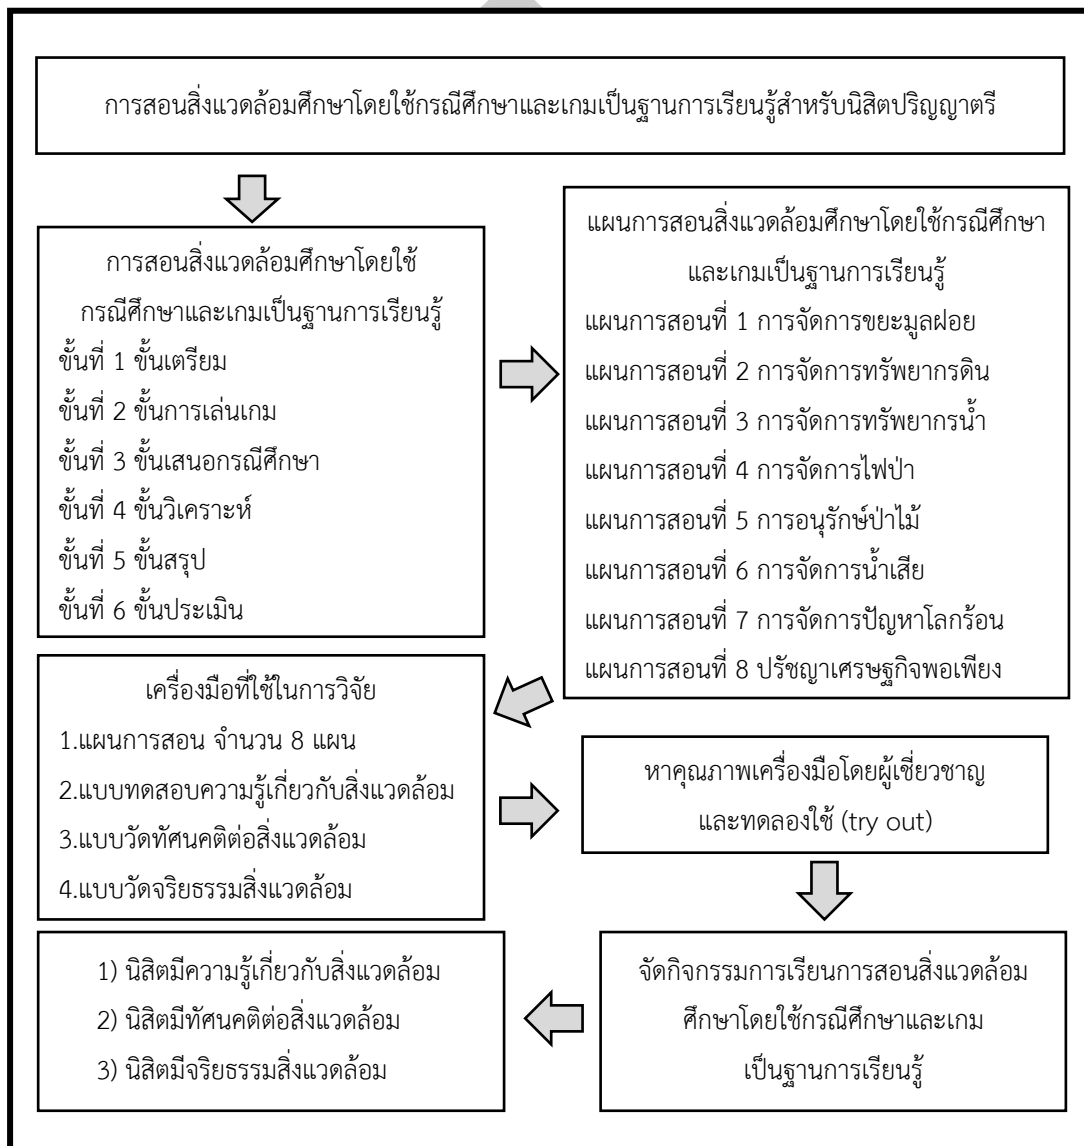 การสอนสิ่งแวดล้อมศึกษาโดยใช้กรณีศึกษาและเกมเป็นฐานการเรียนรู้สำหรับนิสิตปริญญาตรี
การสอนสิ่งแวดล้อมศึกษาโดยใช้
กรณีศึกษาและเกมเป็นฐานการเรียนรู้
ขั้นที่ 1 ขั้นเตรียม
ขั้นที่ 2 ขั้นการเล่นเกม
ขั้นที่ 3 ขั้นเสนอกรณีศึกษา
ขั้นที่ 4 ขั้นวิเคราะห์
ขั้นที่ 5 ขั้นสรุป
ขั้นที่ 6 ขั้นประเมิน
แผนการสอนสิ่งแวดล้อมศึกษาโดยใช้กรณีศึกษา
และเกมเป็นฐานการเรียนรู้
แผนการสอนที่ 1 การจัดการขยะมูลฝอย
แผนการสอนที่ 2 การจัดการทรัพยากรดิน
แผนการสอนที่ 3 การจัดการทรัพยากรน้ำ
แผนการสอนที่ 4 การจัดการไฟป่า
แผนการสอนที่ 5 การอนุรักษ์ป่าไม้
แผนการสอนที่ 6 การจัดการน้ำเสีย
แผนการสอนที่ 7 การจัดการปัญหาโลกร้อน
แผนการสอนที่ 8 ปรัชญาเศรษฐกิจพอเพียง
เครื่องมือที่ใช้ในการวิจัย
1.แผนการสอน จำนวน 8 แผน
2.แบบทดสอบความรู้เกี่ยวกับสิ่งแวดล้อม
3.แบบวัดทัศนคติต่อสิ่งแวดล้อม
4.แบบวัดจริยธรรมสิ่งแวดล้อม
หาคุณภาพเครื่องมือโดยผู้เชี่ยวชาญ
และทดลองใช้ (try out)
จัดกิจกรรมการเรียนการสอนสิ่งแวดล้อม
ศึกษาโดยใช้กรณีศึกษาและเกม
เป็นฐานการเรียนรู้
1) นิสิตมีความรู้เกี่ยวกับสิ่งแวดล้อม
2) นิสิตมีทัศนคติต่อสิ่งแวดล้อม
3) นิสิตมีจริยธรรมสิ่งแวดล้อม